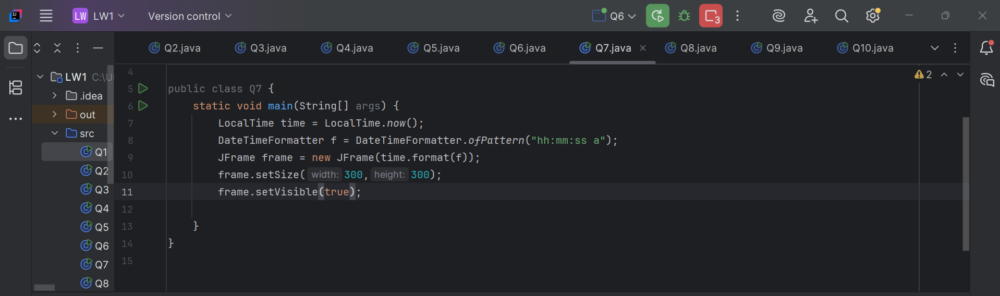 LW LW1 Version control Q6 3
Q2.java Q3.java Q4.java Q5.java Q6.java Q7.java Q8.java Q9.java Q10.java
LW1 C:\Us
.idea
out
src
Q1
Q2
Q3
Q4
Q5
Q6
Q7
Q8
2
4
5 public class Q7 {
6 static void main(String[] args) {
7 LocalTime time = LocalTime.now();
8 DateTimeFormatter f = DateTimeFormatter.ofPattern("hh:mm:ss a");
9 JFrame frame = new JFrame(time.format(f));
10 frame.setSize( width: 300, height: 300);
11 frame.setVisible(true);
12
13 }
14 }
15